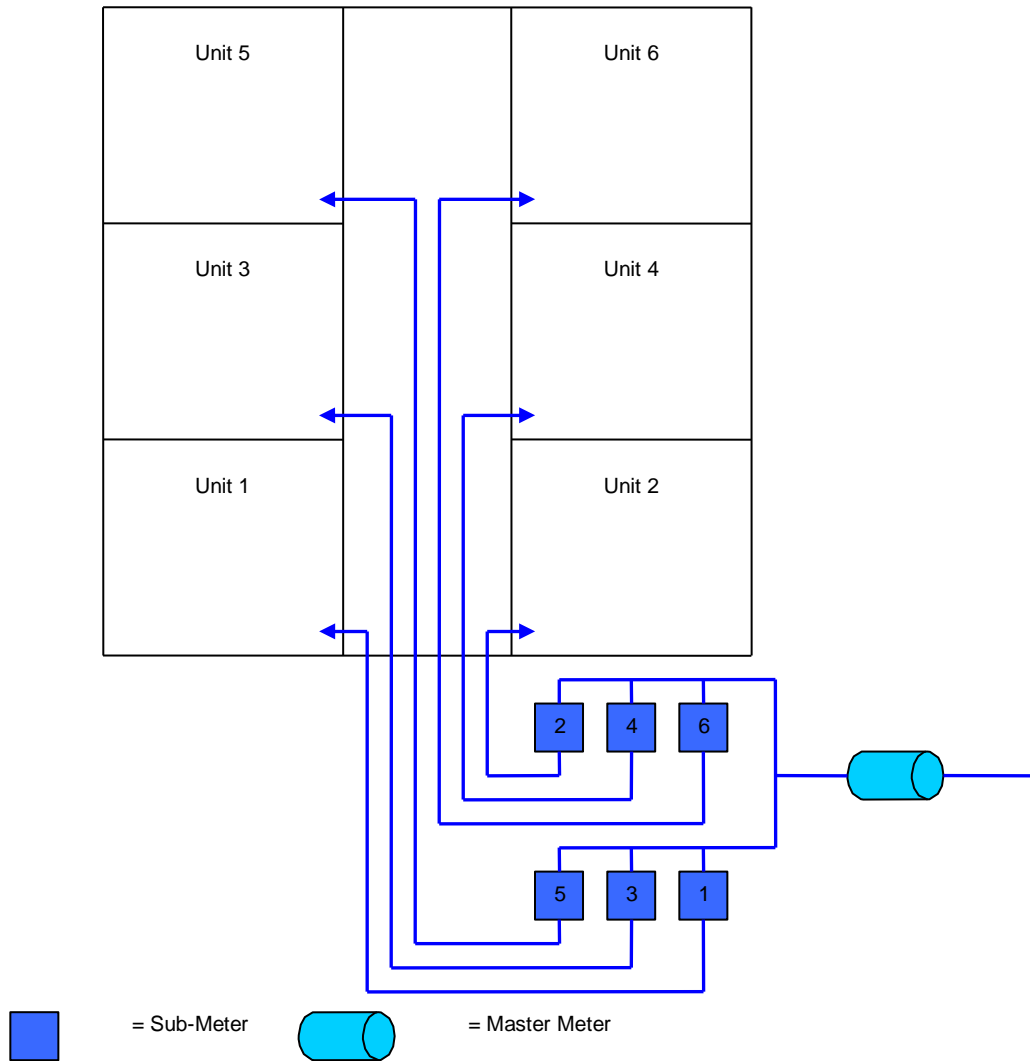 Unit 5
Unit 6
Unit 3
Unit 4
Unit 1
Unit 2
2
4
6
5
3
1
= Sub-Meter
= Master Meter